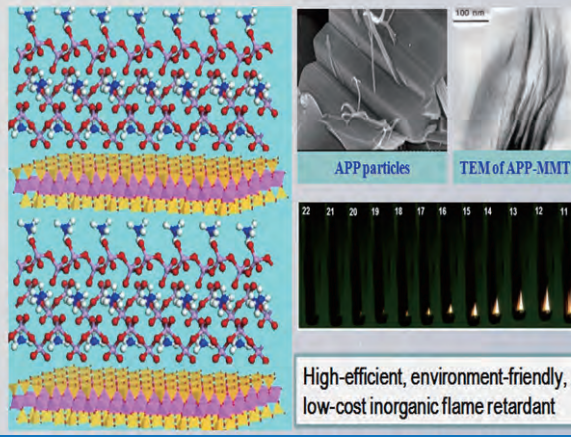 100 nm
APP particles
TEM of APP-MMT
22 21 20 19 18 17 16 15 14 13 12 11
High-efficient, environment-friendly,
low-cost inorganic flame retardant